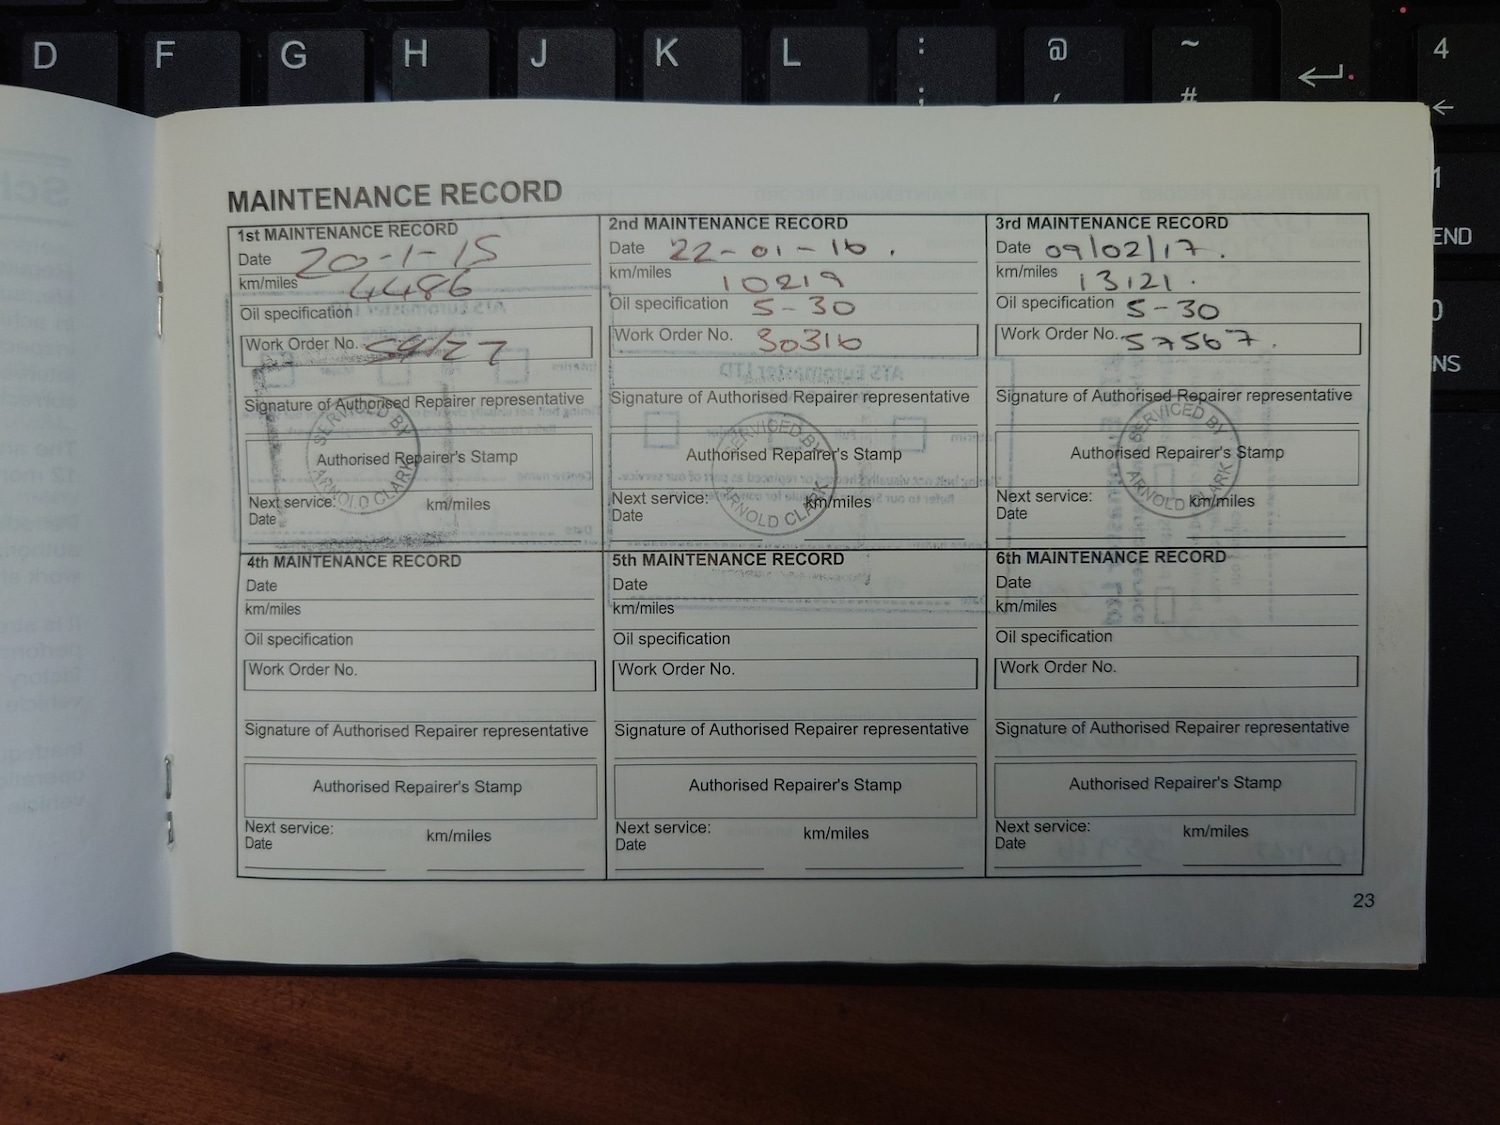 D F G H J K L : ; @ ' ~ # 4
1
END
0
NS
MAINTENANCE RECORD
1st MAINTENANCE RECORD
Date 20-1-15
km/miles 4486
Oil specification
Work Order No.
Signature of Authorised Repairer representative
SERVICED BY
Authorised Repairer's Stamp
ARNOLD CLARK
Next service: km/miles
Date
2nd MAINTENANCE RECORD
Date 22-01-16.
km/miles 10219
Oil specification 5-30
Work Order No. 30316
Signature of Authorised Repairer representative
SERVICED BY
Authorised Repairer's Stamp
ARNOLD CLARK
Next service: km/miles
Date
3rd MAINTENANCE RECORD
Date 09/02/17.
km/miles 13121.
Oil specification 5-30
Work Order No. 57567.
Signature of Authorised Repairer representative
SERVICED BY
Authorised Repairer's Stamp
ARNOLD CLARK
Next service: km/miles
Date
4th MAINTENANCE RECORD
Date
km/miles
Oil specification
Work Order No.
Signature of Authorised Repairer representative
Authorised Repairer's Stamp
Next service: km/miles
Date
5th MAINTENANCE RECORD
Date
km/miles
Oil specification
Work Order No.
Signature of Authorised Repairer representative
Authorised Repairer's Stamp
Next service: km/miles
Date
6th MAINTENANCE RECORD
Date
km/miles
Oil specification
Work Order No.
Signature of Authorised Repairer representative
Authorised Repairer's Stamp
Next service: km/miles
Date
23